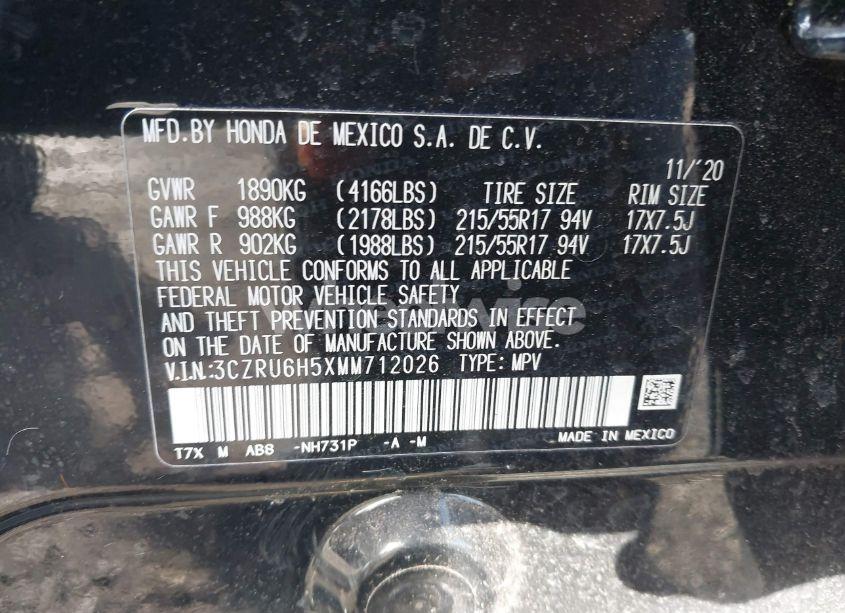 MFD.BY HONDA DE MEXICO S.A. DE C.V.
11/'20
GVWR 1890KG (4166LBS) TIRE SIZE RIM SIZE
GAWR F 988KG (2178LBS) 215/55R17 94V 17X7.5J
GAWR R 902KG (1988LBS) 215/55R17 94V 17X7.5J
THIS VEHICLE CONFORMS TO ALL APPLICABLE
FEDERAL MOTOR VEHICLE SAFETY
AND THEFT PREVENTION STANDARDS IN EFFECT
ON THE DATE OF MANUFACTURE SHOWN ABOVE.
V.I.N.:3CZRU6H5XMM712026 TYPE: MPV
T7X M AB8 -NH731P -A -M
MADE IN MEXICO